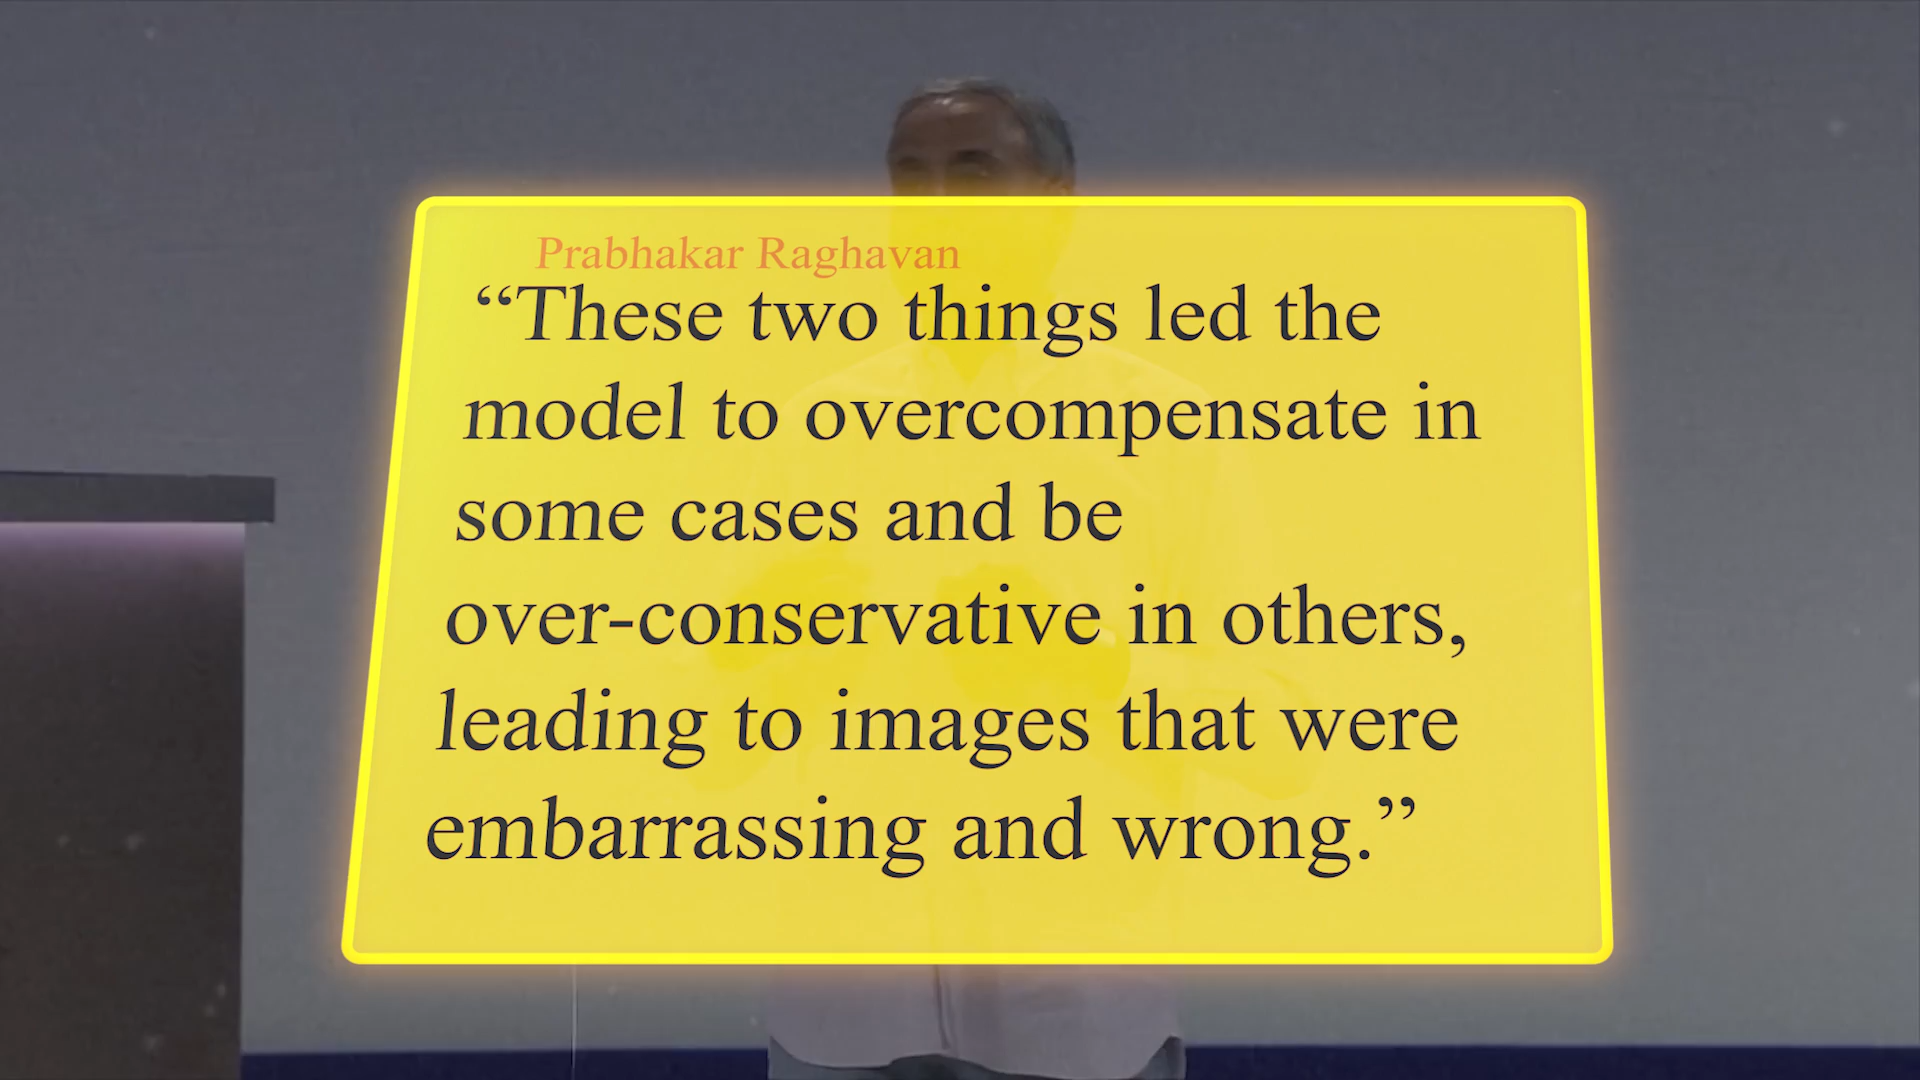 Prabhakar Raghavan
“These two things led the
model to overcompensate in
some cases and be
over-conservative in others,
leading to images that were
embarrassing and wrong.”